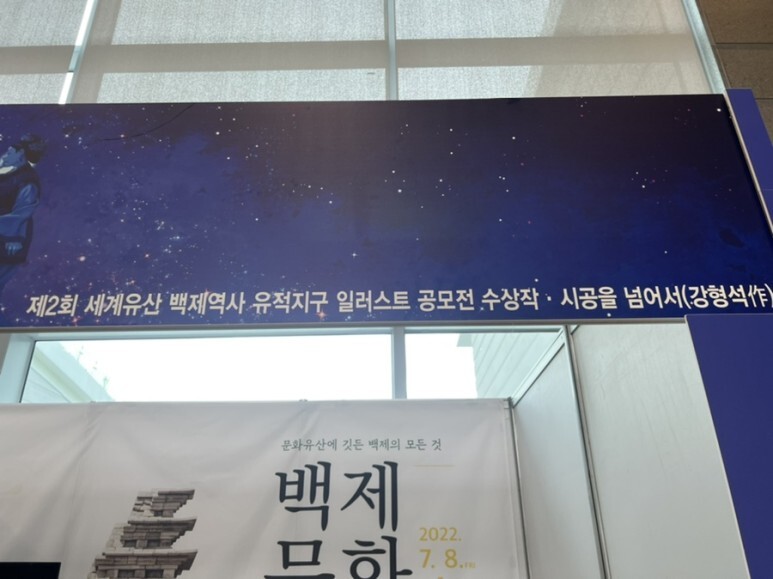 제2회 세계유산 백제역사 유적지구 일러스트 공모전 수상작 · 시공을 넘어서(강형석作)
문화유산에 깃든 백제의 모든 것
백제
문화
2022.
7. 8.